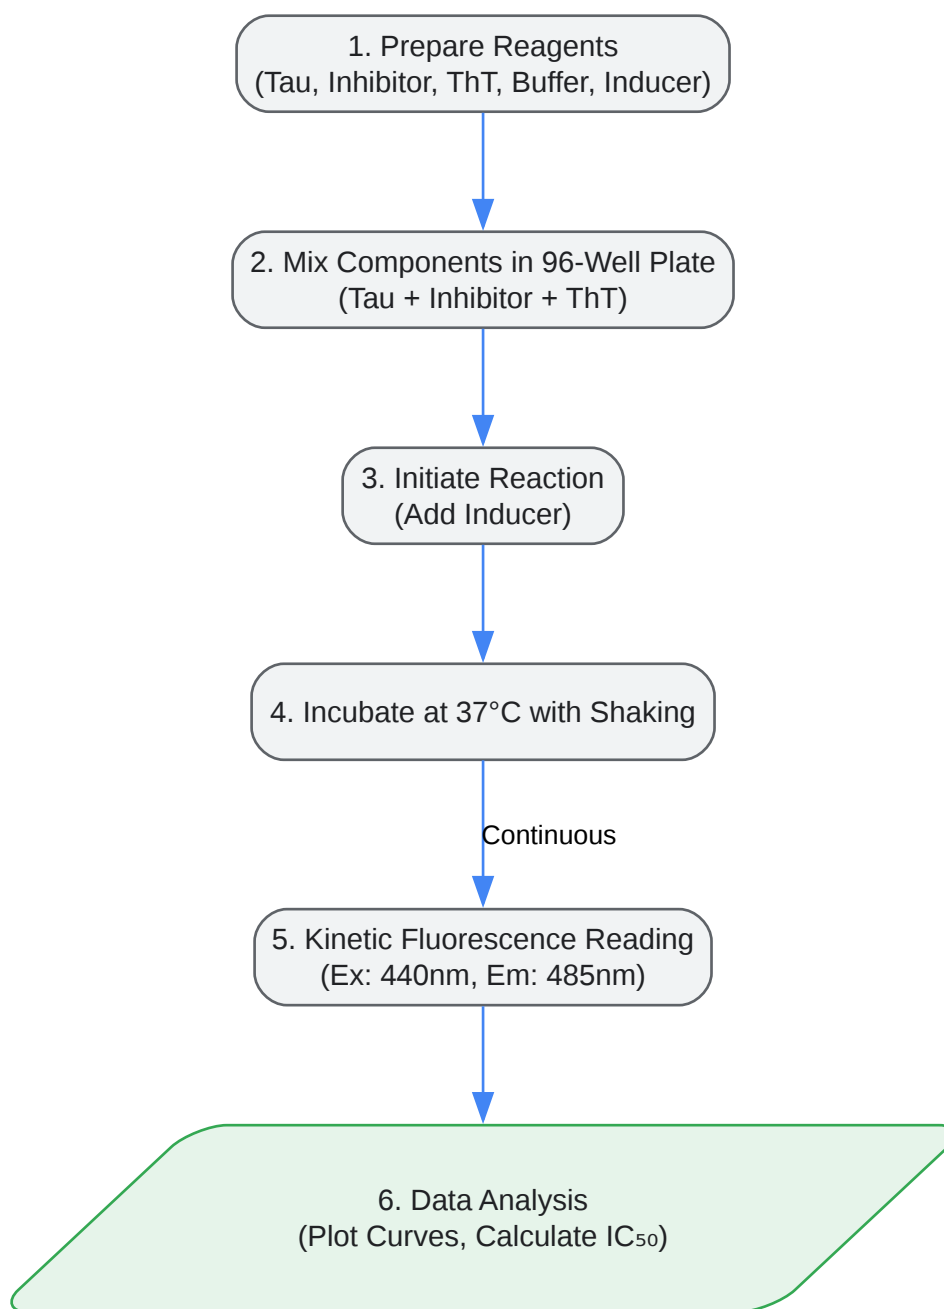 1. Prepare Reagents
(Tau, Inhibitor, ThT, Buffer, Inducer)
2. Mix Components in 96-Well Plate
(Tau + Inhibitor + ThT)
3. Initiate Reaction
(Add Inducer)
4. Incubate at 37°C with Shaking
Continuous
5. Kinetic Fluorescence Reading
(Ex: 440nm, Em: 485nm)
6. Data Analysis
(Plot Curves, Calculate IC₅₀)